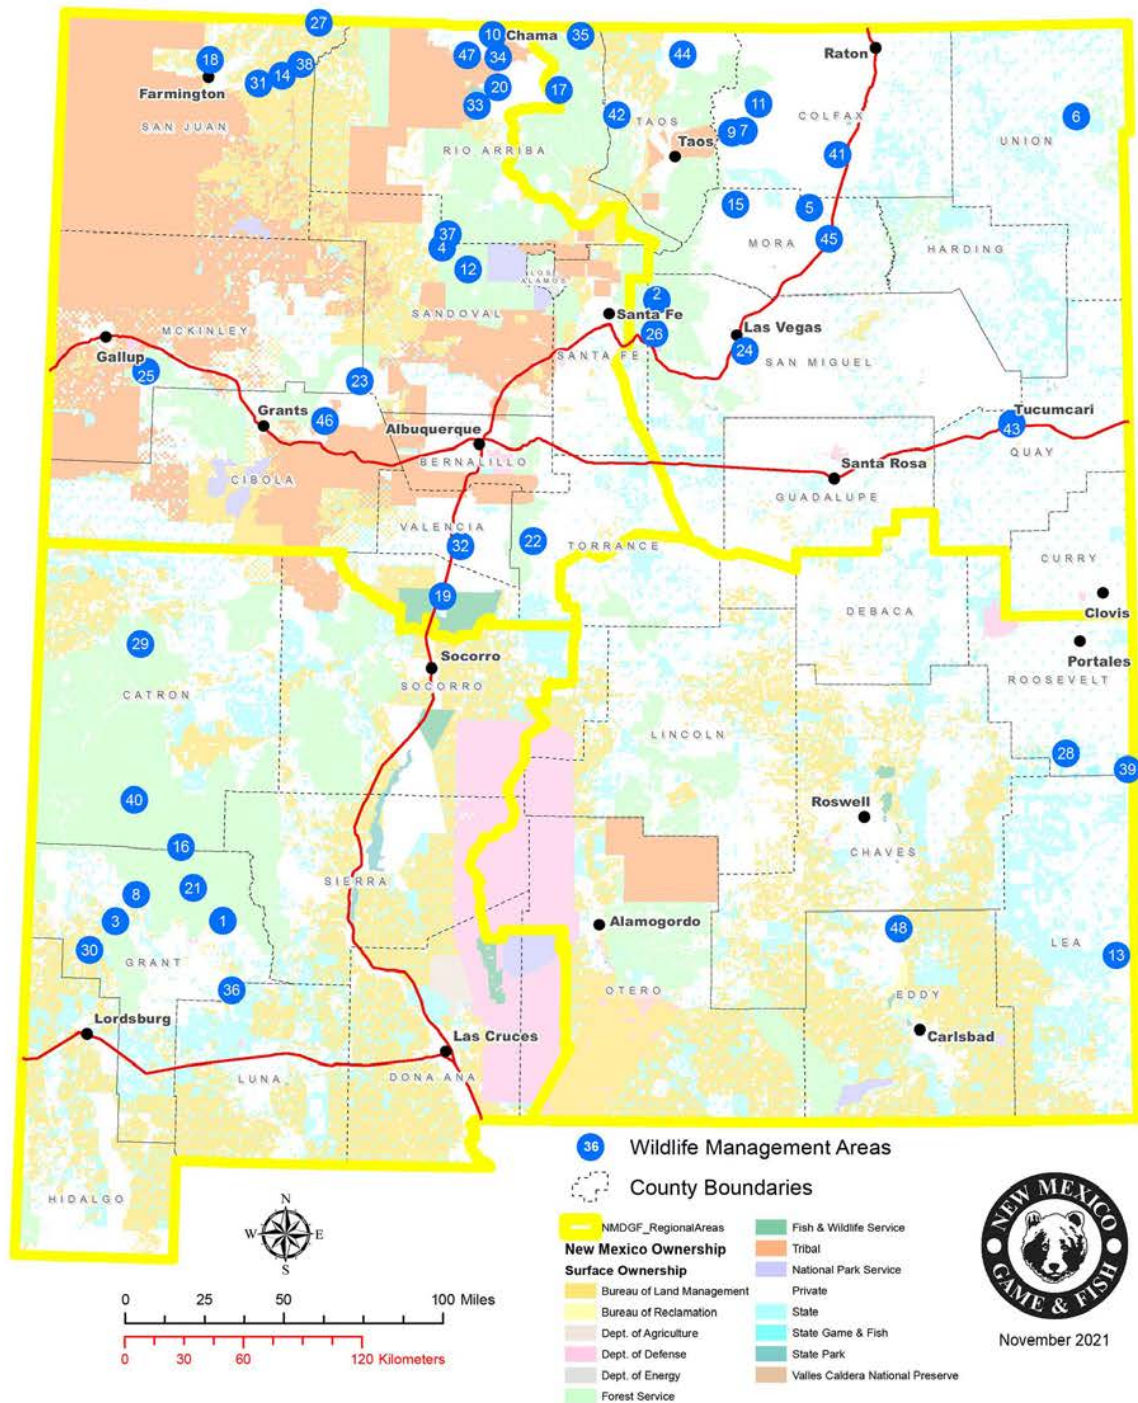 27
10
Chama
35
47
34
44
Raton
18
38
14
31
Farmington
20
33
17
11
SAN JUAN
42
TAOS
9
7
COLFAX
6
UNION
RIO ARRIBA
Taos
41
15
5
MORA
45
HARDING
37
4
12
LOS
ALAMOS
2
SANDOVAL
Santa Fe
MCKINLEY
26
Las Vegas
24
Gallup
25
SANTA FE
SAN MIGUEL
23
Grants
46
Tucumcari
43
Albuquerque
QUAY
BERNALILLO
Santa Rosa
CIBOLA
GUADALUPE
VALENCIA
32
22
TORRANCE
CURRY
19
Clovis
DEBACA
29
Socorro
Portales
SOCORRO
ROOSEVELT
CATRON
LINCOLN
28
39
40
Roswell
16
CHAVES
SIERRA
8
21
3
1
Alamogordo
48
30
GRANT
LEA
13
36
OTERO
EDDY
Lordsburg
Carlsbad
Las Cruces
LUNA
DONA ANA
HIDALGO
N
W E
S
0 25 50 100 Miles
0 30 60 120 Kilometers
36 Wildlife Management Areas
County Boundaries
NMDGF_RegionalAreas
New Mexico Ownership
Surface Ownership
Bureau of Land Management
Bureau of Reclamation
Dept. of Agriculture
Dept. of Defense
Dept. of Energy
Forest Service
Fish & Wildlife Service
Tribal
National Park Service
Private
State
State Game & Fish
State Park
Valles Caldera National Preserve
NEW MEXICO
GAME & FISH
November 2021